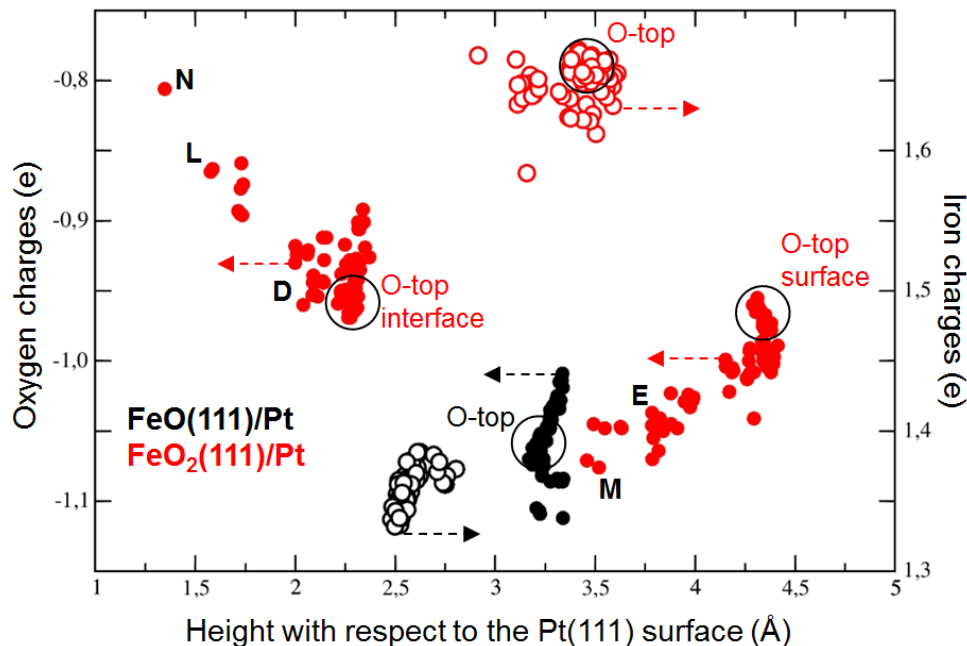 O-top
-0,8
N
L
1,6
-0,9
O-top
surface
D
O-top
interface
1,5
-1,0
E
FeO(111)/Pt
O-top
1,4
FeO₂(111)/Pt
M
-1,1
1,3
1
1,5
2
2,5
3
3,5
4
4,5
5
Oxygen charges (e)
Iron charges (e)
Height with respect to the Pt(111) surface (Å)